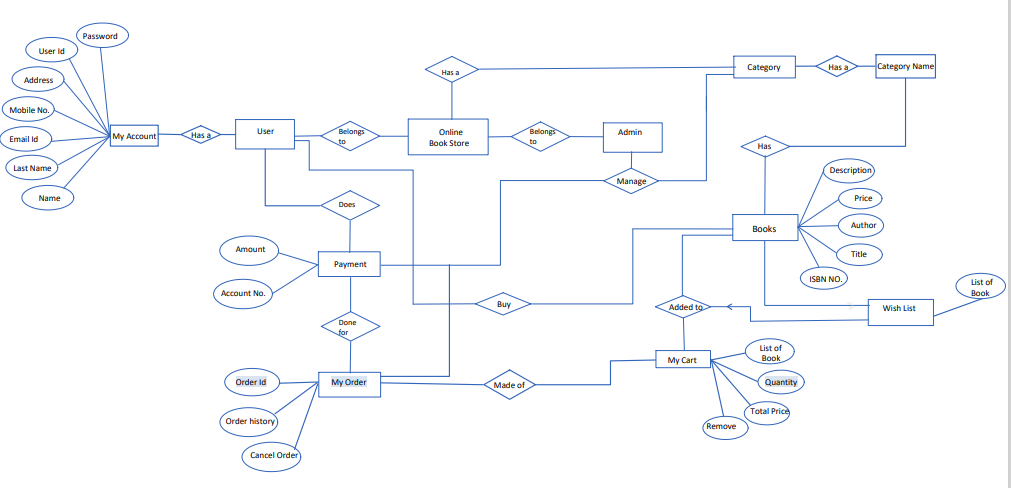 Password
User Id
Address
Mobile No.
Email Id
Last Name
Name
My Account
Has a
User
Belongs
to
Has a
Online
Book Store
Belongs
to
Admin
Manage
Category
Has a
Category Name
Has
Description
Price
Author
Title
ISBN NO.
Books
Does
Amount
Account No.
Payment
Buy
Added to
Wish List
List of
Book
Done
for
Order Id
Order history
Cancel Order
My Order
Made of
My Cart
List of
Book
Quantity
Total Price
Remove